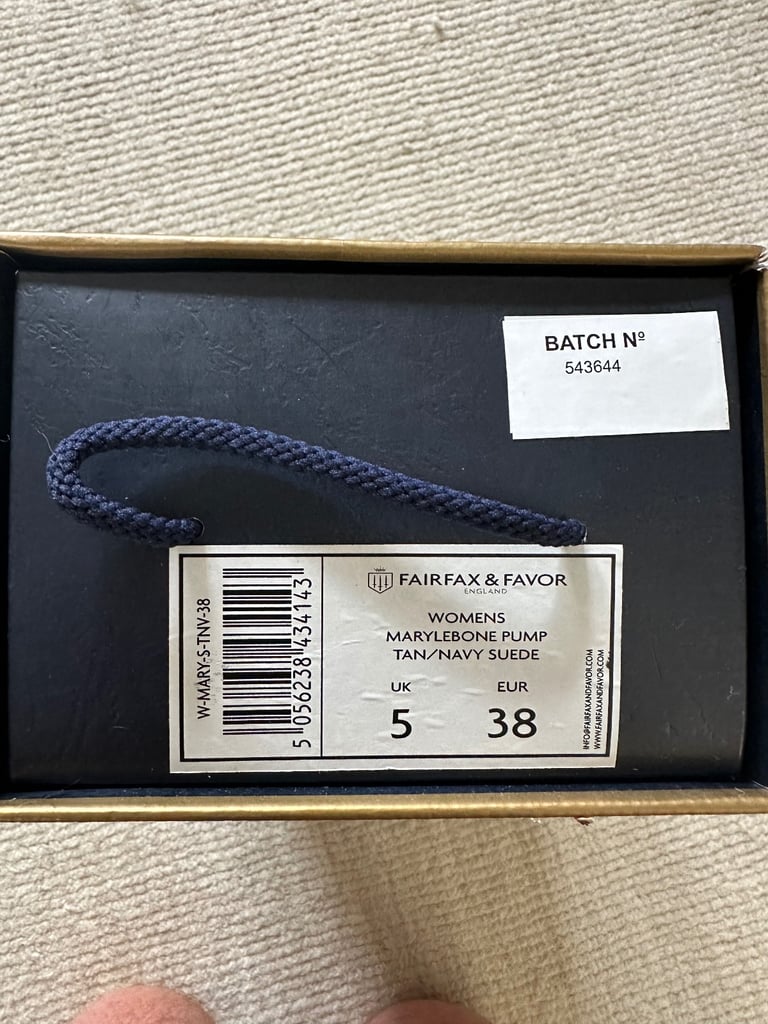 BATCH Nº
543644
FAIRFAX & FAVOR
ENGLAND
WOMENS
MARYLEBONE PUMP
TAN/NAVY SUEDE
UK
EUR
5
38
W-MARY-S-TNV-38
5 056238 434143
INFO@FAIRFAXANDFAVOR.COM
WWW.FAIRFAXANDFAVOR.COM